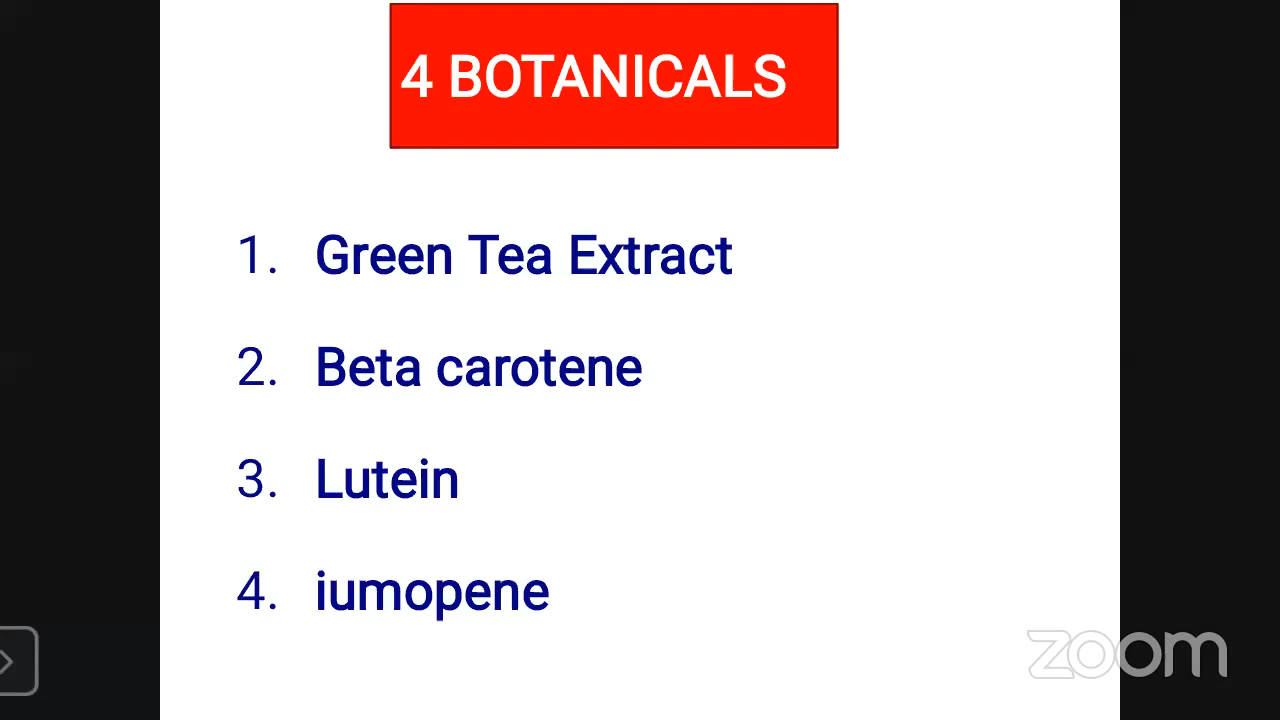 4 BOTANICALS
1. Green Tea Extract
2. Beta carotene
3. Lutein
4. iumopene
zoom